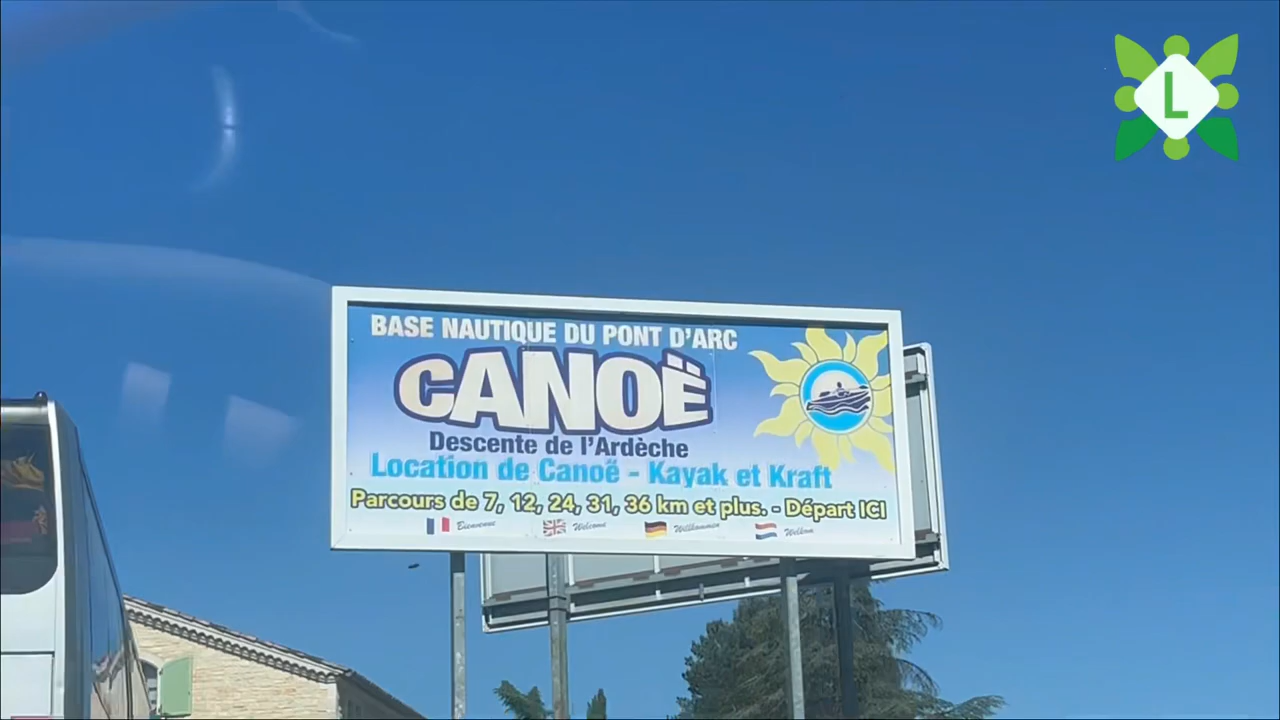 L
BASE NAUTIQUE DU PONT D'ARC
CANOË
Descente de l'Ardèche
Location de Canoë - Kayak et Kraft
Parcours de 7, 12, 24, 31, 36 km et plus. - Départ ICI
Bienvenue Welcome Willkommen Welkom